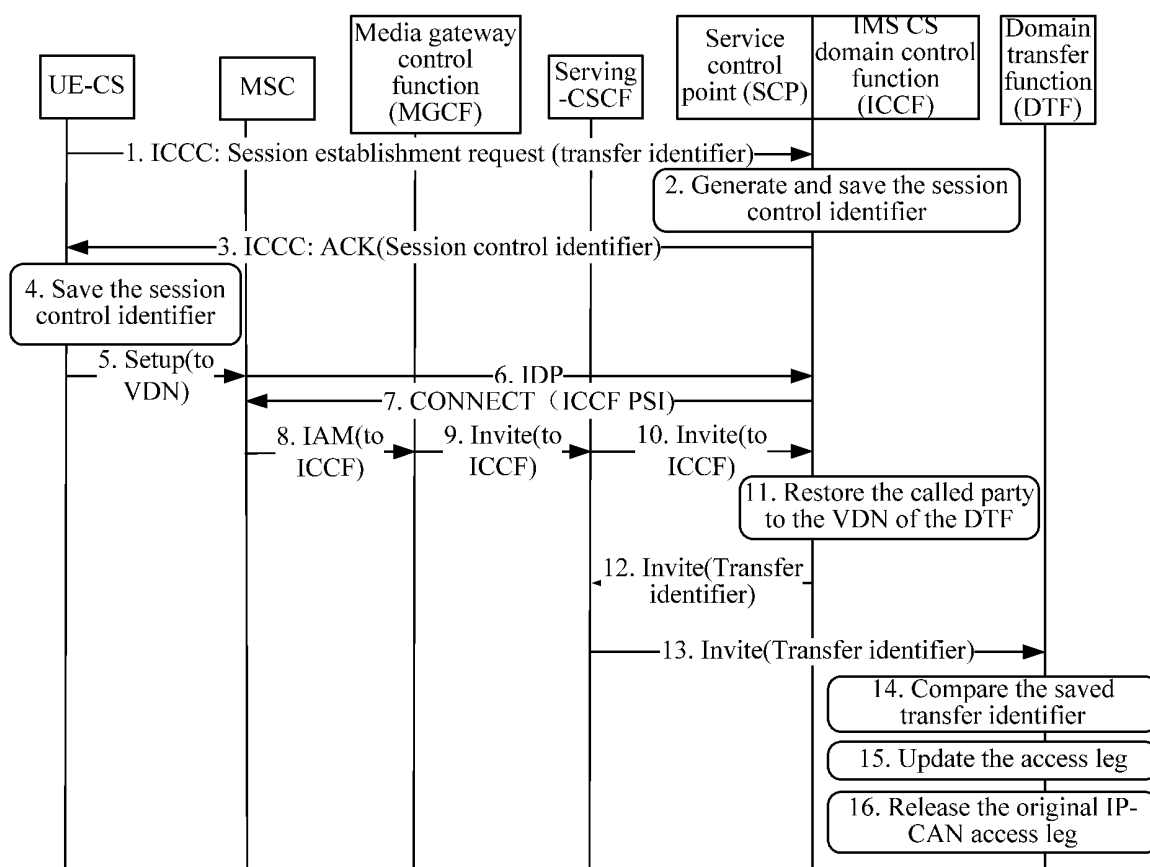 UE-CS
MSC
Media gateway
control
function
(MGCF)
Serving
-CSCF
Service
control
point (SCP)
IMS CS
domain control
function
(ICCF)
Domain
transfer
function
(DTF)
1. ICCC: Session establishment request (transfer identifier)
2. Generate and save the session
control identifier
3. ICCC: ACK(Session control identifier)
4. Save the session
control identifier
5. Setup(to
VDN)
6. IDP
7. CONNECT（ICCF PSI)
8. IAM(to
ICCF)
9. Invite(to
ICCF)
10. Invite(to
ICCF)
11. Restore the called party
to the VDN of the DTF
12. Invite(Transfer
identifier)
13. Invite(Transfer identifier)
14. Compare the saved
transfer identifier
15. Update the access leg
16. Release the original IP-
CAN access leg